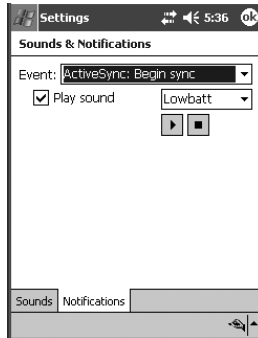 Settings 5:36 ok
Sounds & Notifications
Event: ActiveSync: Begin sync
Play sound Lowbatt
Sounds Notifications